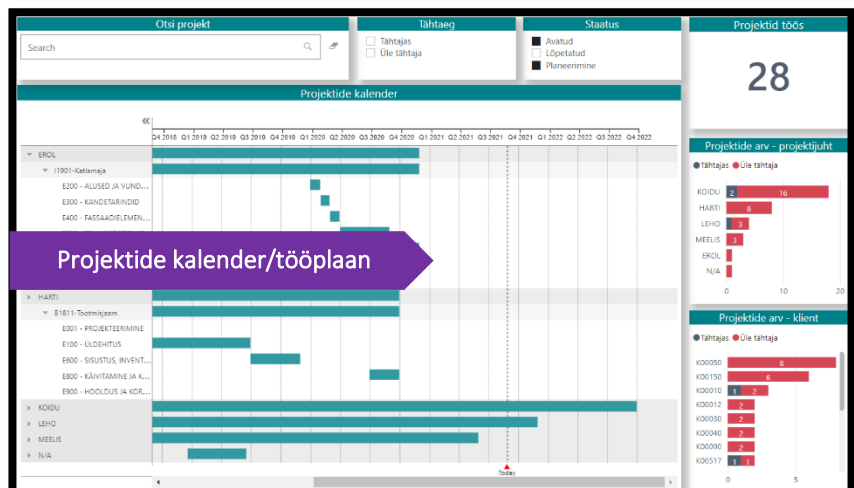 Otsi projekt
Search
Tähtaeg
Tähtajas
Üle tähtaja
Staatus
Avatud
Lõpetatud
Planeerimine
Projektid töös
28
Projektide kalender
Q4 2018 Q1 2019 Q2 2019 Q3 2019 Q4 2019 Q1 2020 Q2 2020 Q3 2020 Q4 2020 Q1 2021 Q2 2021 Q3 2021 Q4 2021 Q1 2022 Q2 2022 Q3 2022 Q4 2022
EROL
I1901-Katlamaja
E200 - ALUSED JA VUND...
E300 - KANDETARINDID
E400 - FASSAADIELEMEN...
Projektide kalender/tööplaan
HARTI
B1811-Tootmisjaam
E001 - PROJEKTEERIMINE
E100 - ÜLDEHITUS
E600 - SISUSTUS, INVENT...
E800 - KÄIVITAMINE JA K...
E900 - HOOLDUS JA KOR...
KOIDU
LEHO
MEELIS
N/A
Today
Projektide arv - projektijuht
Tähtajas Üle tähtaja
KOIDU 2 16
HARTI 8
LEHO 3
MEELIS 3
EROL
N/A
0 10 20
Projektide arv - klient
Tähtajas Üle tähtaja
K00050 8
K00150 6
K00010 1 2
K00012 2
K00030 2
K00040 2
K00090 2
K00517 1 1
0 5